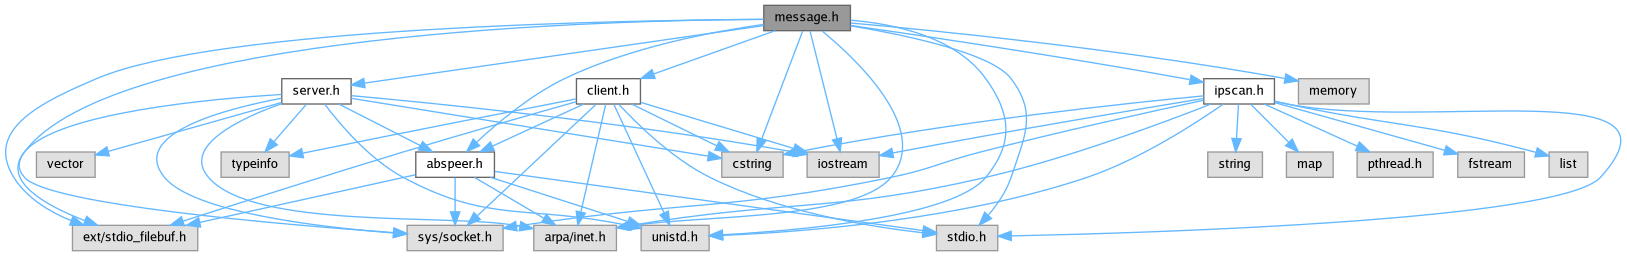 message.h
server.h
client.h
ipscan.h
memory
vector
typeinfo
abspeer.h
cstring
iostream
string
map
pthread.h
fstream
list
ext/stdio_filebuf.h
sys/socket.h
arpa/inet.h
unistd.h
stdio.h